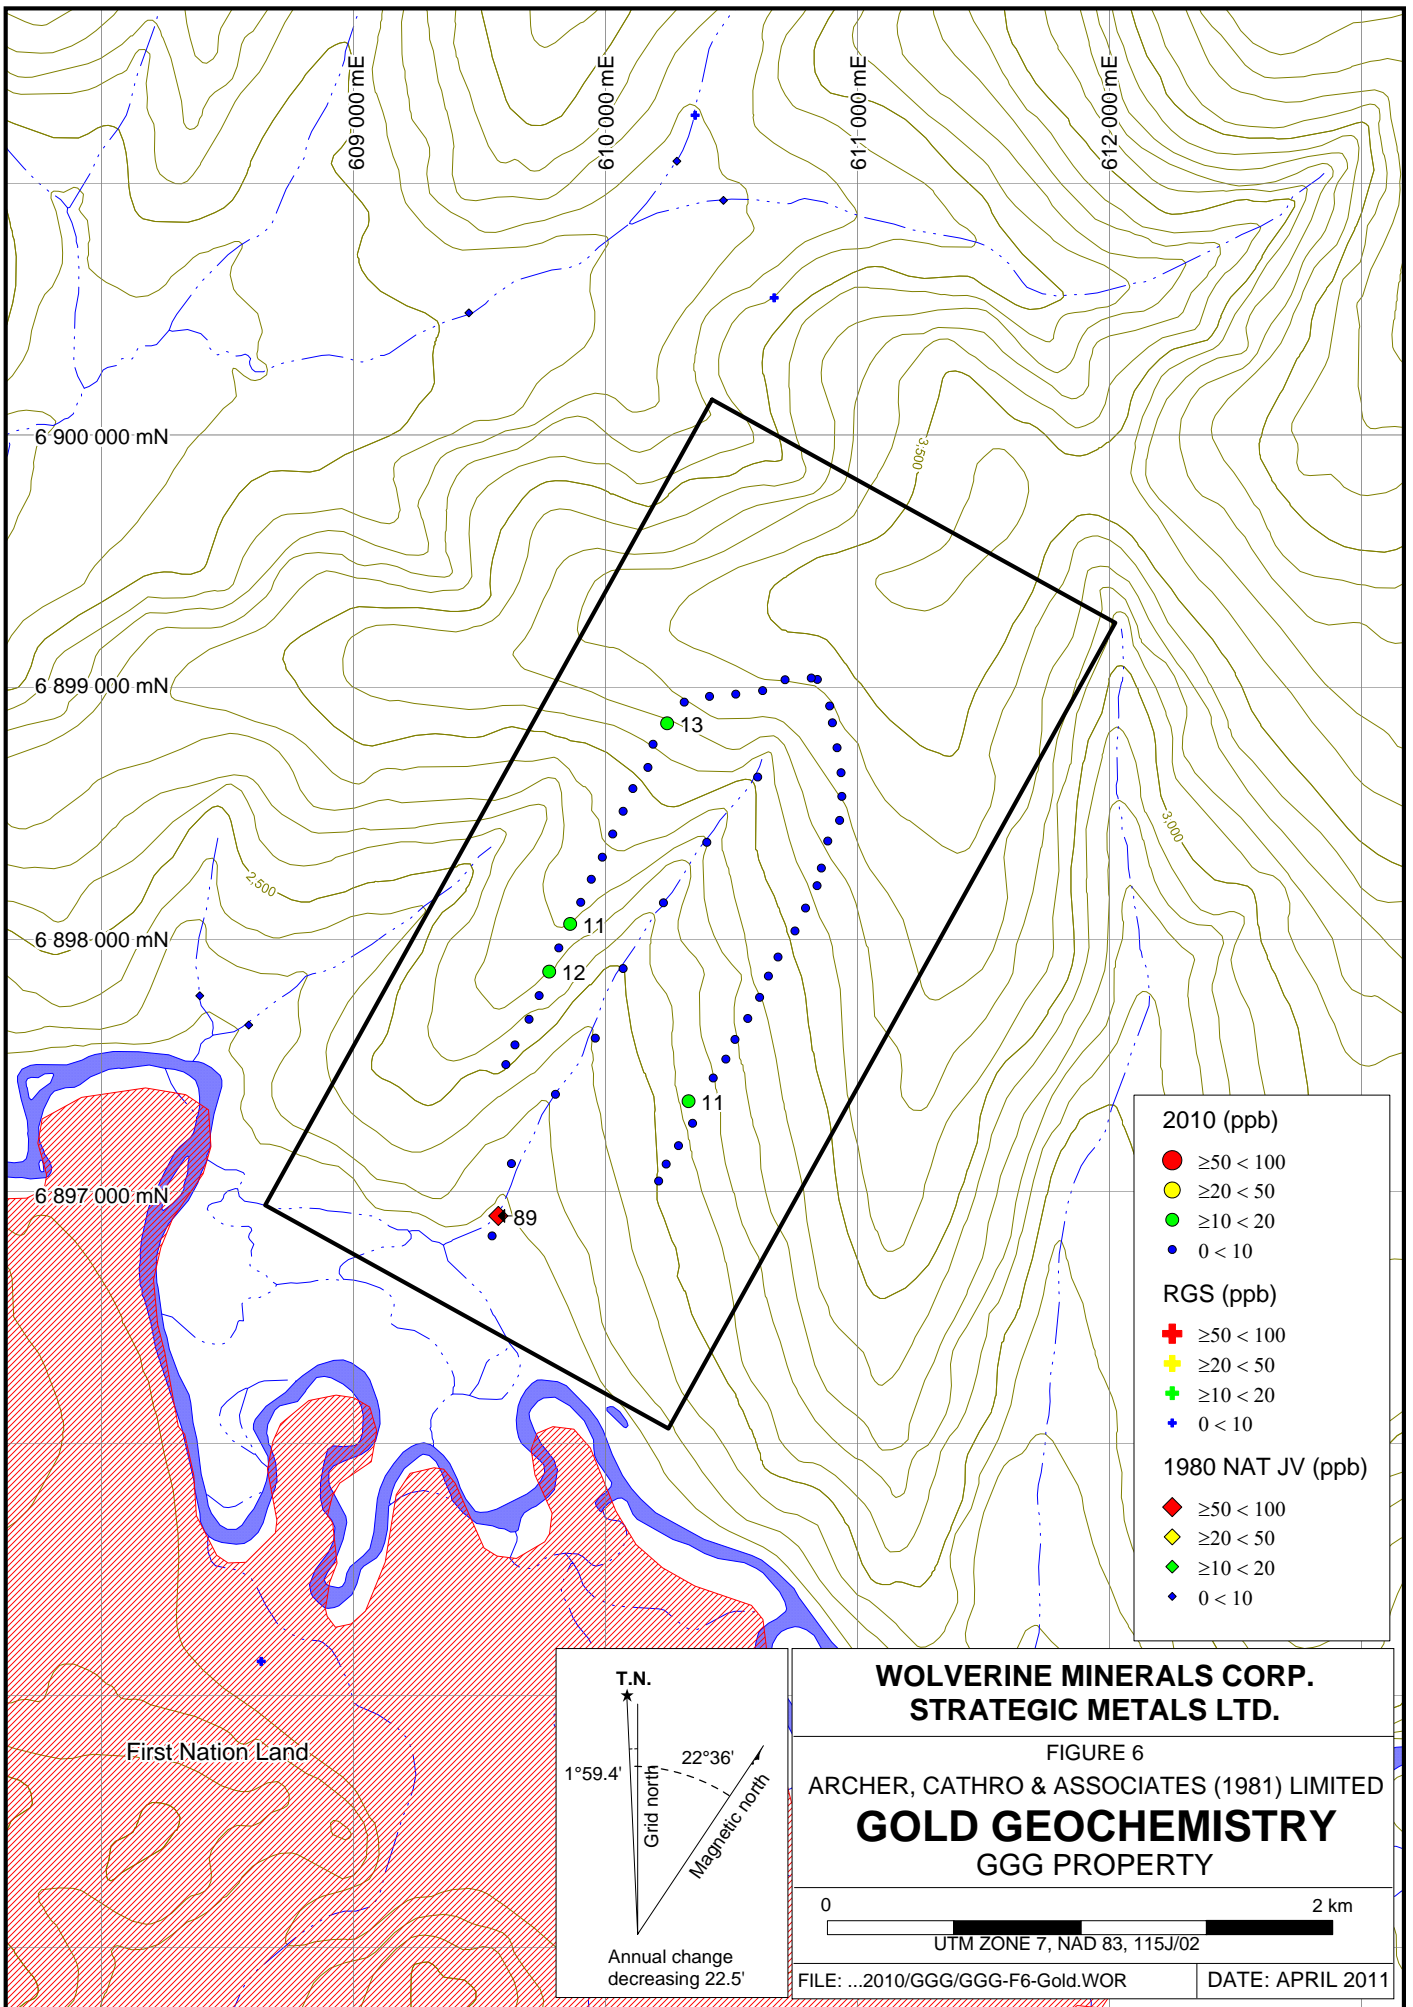 609 000 mE
610 000 mE
611 000 mE
612 000 mE
6 900 000 mN
3,500
6 899 000 mN
13
3,000
2,500
11
6 898 000 mN
12
11
6 897 000 mN
89
2010 (ppb)
≥50 < 100
≥20 < 50
≥10 < 20
0 < 10
RGS (ppb)
≥50 < 100
≥20 < 50
≥10 < 20
0 < 10
1980 NAT JV (ppb)
≥50 < 100
≥20 < 50
≥10 < 20
0 < 10
First Nation Land
T.N.
1°59.4'
22°36'
Grid north
Magnetic north
Annual change
decreasing 22.5'
WOLVERINE MINERALS CORP.
STRATEGIC METALS LTD.
FIGURE 6
ARCHER, CATHRO & ASSOCIATES (1981) LIMITED
GOLD GEOCHEMISTRY
GGG PROPERTY
0 2 km
UTM ZONE 7, NAD 83, 115J/02
FILE: ...2010/GGG/GGG-F6-Gold.WOR
DATE: APRIL 2011